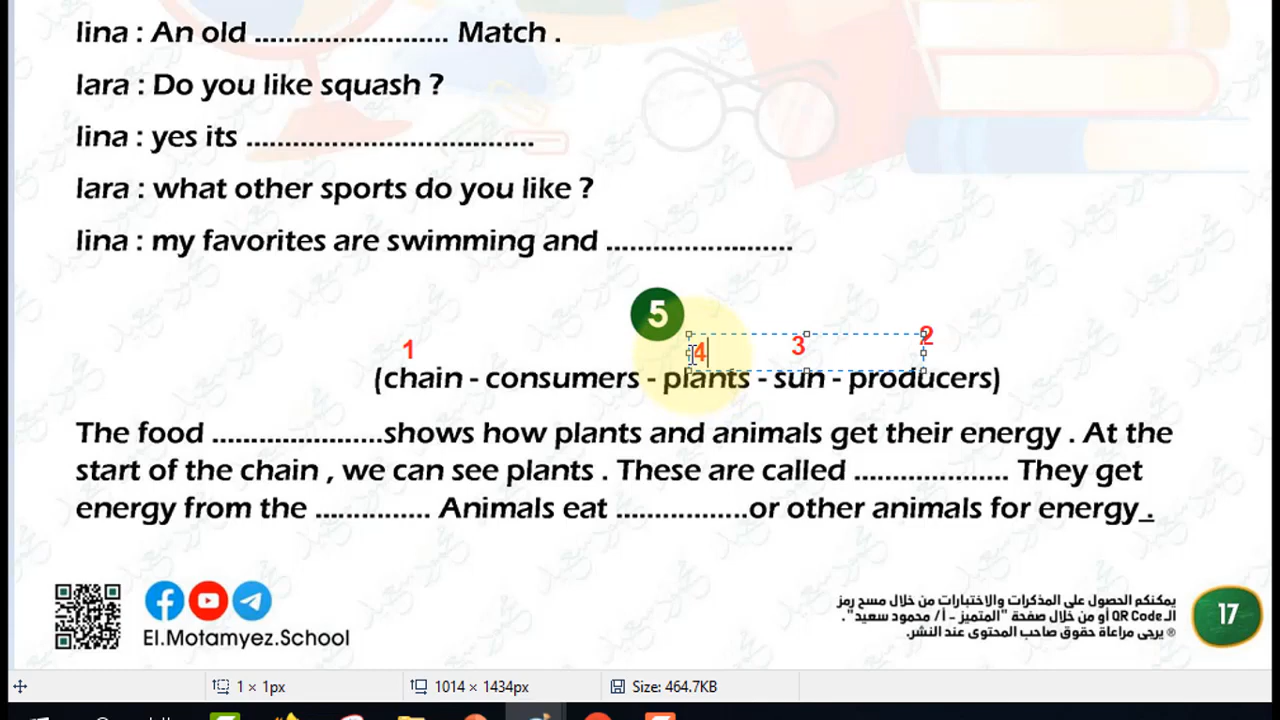 lina : An old ......................... Match .
lara : Do you like squash ?
lina : yes its .....................................
lara : what other sports do you like ?
lina : my favorites are swimming and ........................
5
1 4 3 2
(chain - consumers - plants - sun - producers)
The food ......................shows how plants and animals get their energy . At the
start of the chain , we can see plants . These are called .................... They get
energy from the ............... Animals eat .................or other animals for energy_.
يمكنكم الحصول على المذكرات والاختبارات من خلال مسح رمز
الـ QR Code أو من خلال صفحة "المتميز - أ/ محمود سعيد" .
® يرجى مراعاة حقوق صاحب المحتوى عند النشر.
17
El.Motamyez.School
1 × 1px
1014 × 1434px
Size: 464.7KB